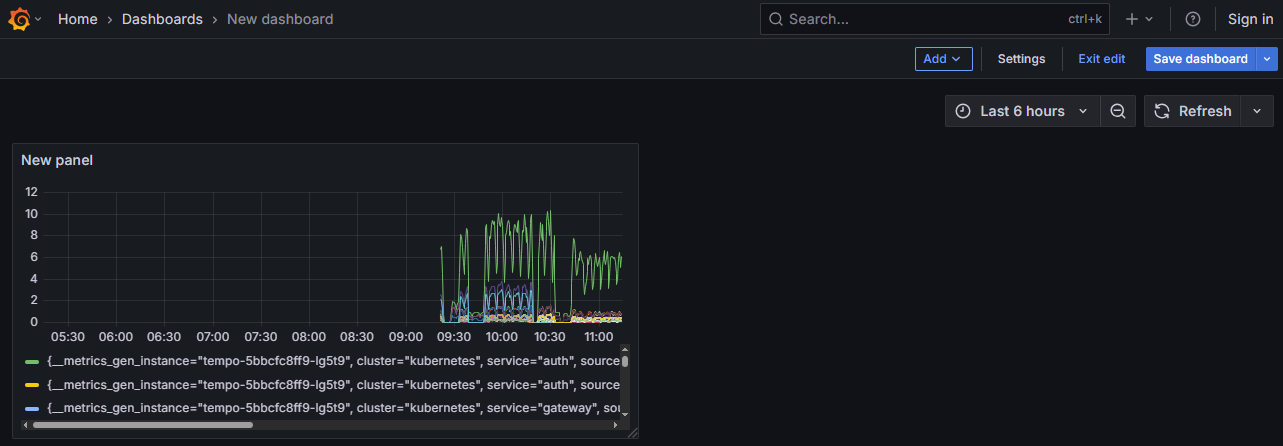 Home > Dashboards > New dashboard Search... ctrl+k + Sign in
Add Settings Exit edit Save dashboard
Last 6 hours Refresh
New panel
12
10
8
6
4
2
0
05:30 06:00 06:30 07:00 07:30 08:00 08:30 09:00 09:30 10:00 10:30 11:00
{__metrics_gen_instance="tempo-5bbcfc8ff9-lg5t9", cluster="kubernetes", service="auth", source
{__metrics_gen_instance="tempo-5bbcfc8ff9-lg5t9", cluster="kubernetes", service="auth", source
{__metrics_gen_instance="tempo-5bbcfc8ff9-lg5t9", cluster="kubernetes", service="gateway", sou